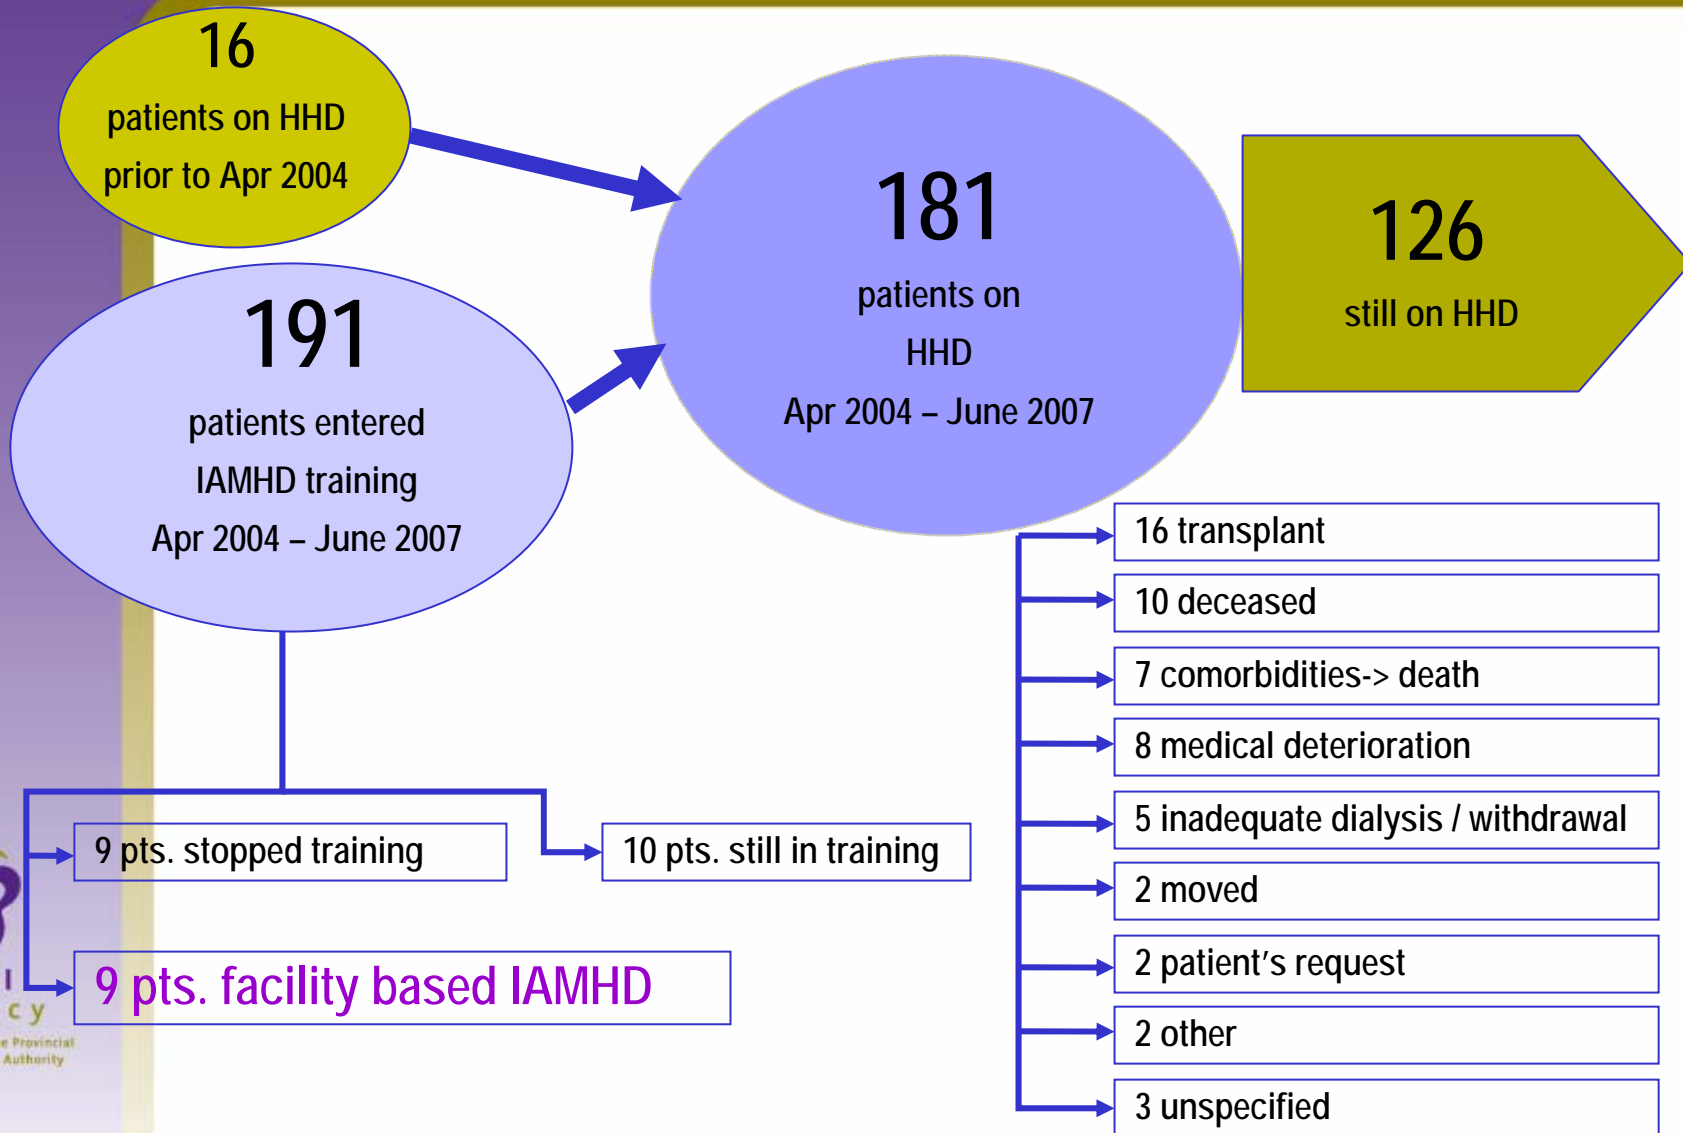 16
patients on HHD
prior to Apr 2004
191
patients entered
IAMHD training
Apr 2004 – June 2007
181
patients on
HHD
Apr 2004 – June 2007
126
still on HHD
16 transplant
10 deceased
7 comorbidities-> death
8 medical deterioration
5 inadequate dialysis / withdrawal
2 moved
2 patient's request
2 other
3 unspecified
9 pts. stopped training
10 pts. still in training
9 pts. facility based IAMHD
c y
e Provincial
Authority